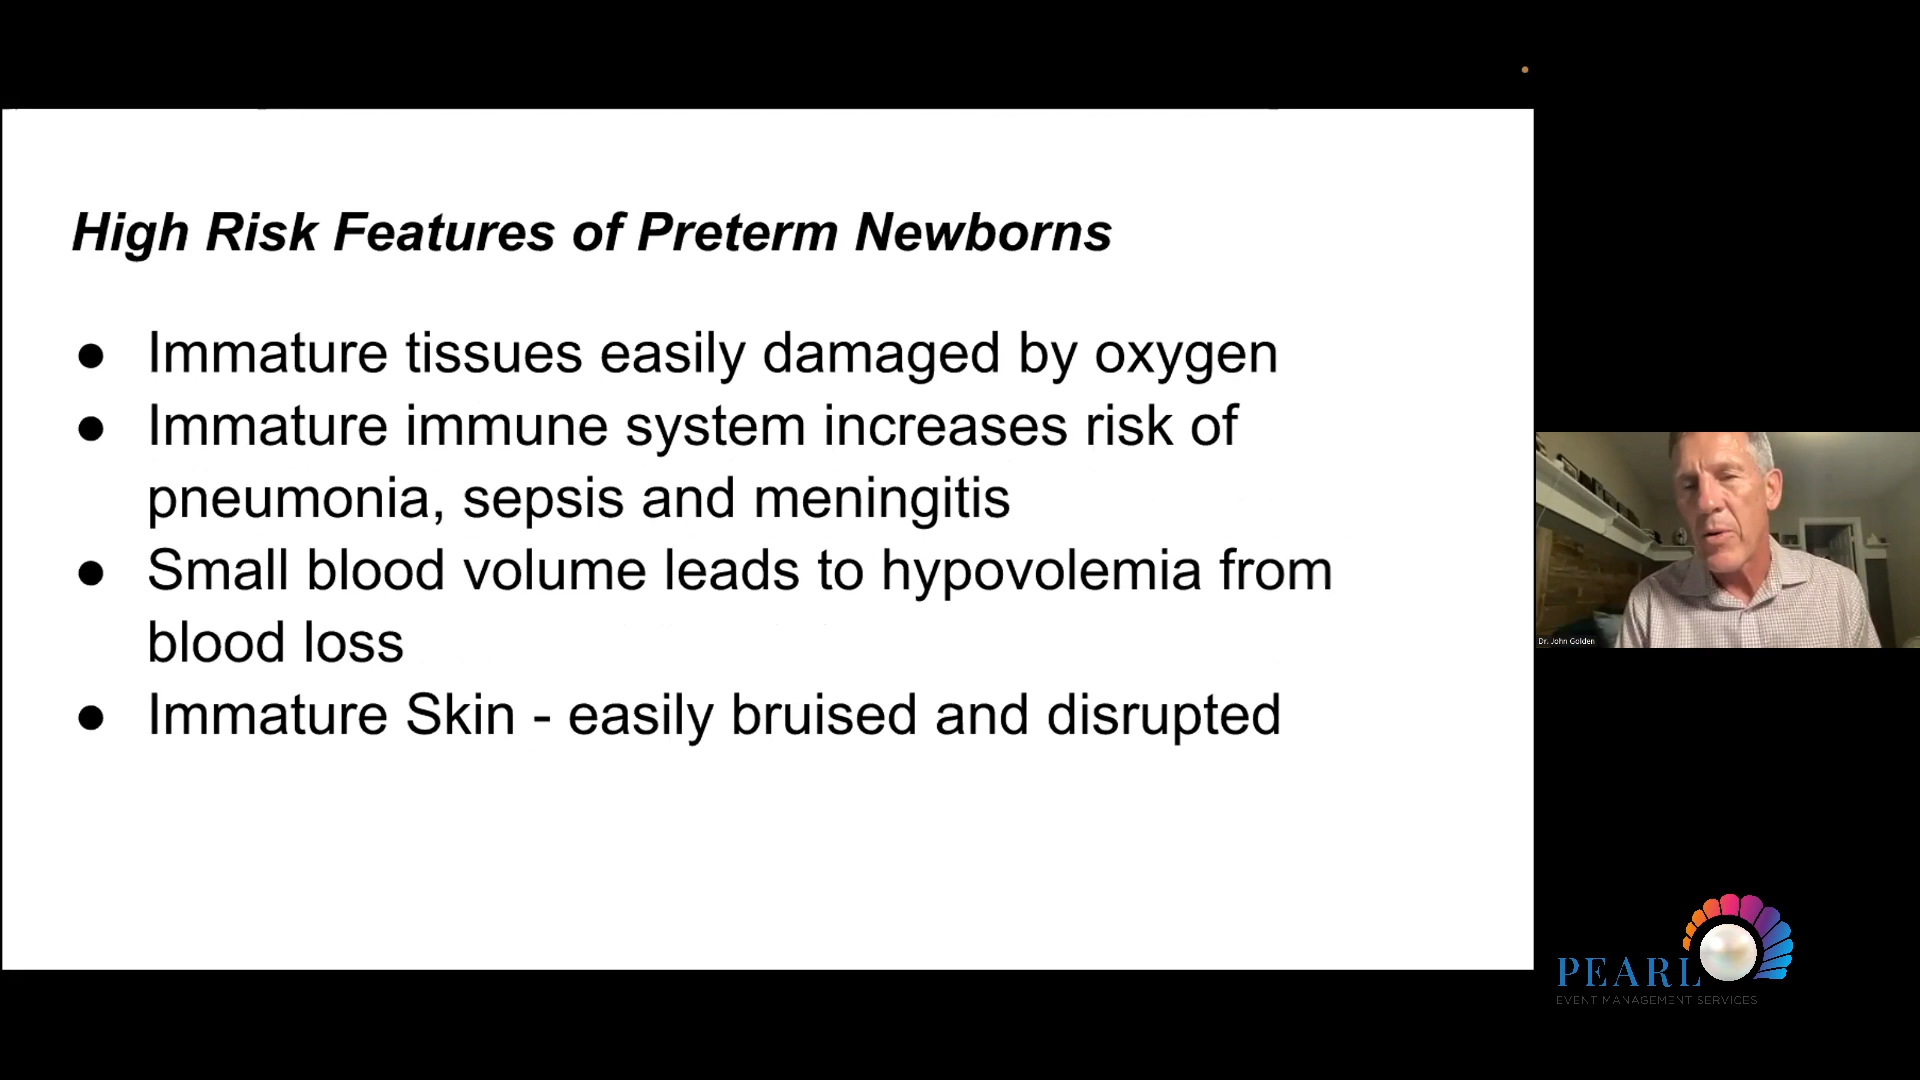 High Risk Features of Preterm Newborns
● Immature tissues easily damaged by oxygen
● Immature immune system increases risk of
pneumonia, sepsis and meningitis
● Small blood volume leads to hypovolemia from
blood loss
● Immature Skin - easily bruised and disrupted
Dr. John Golden
PEARL
EVENT MANAGEMENT SERVICES